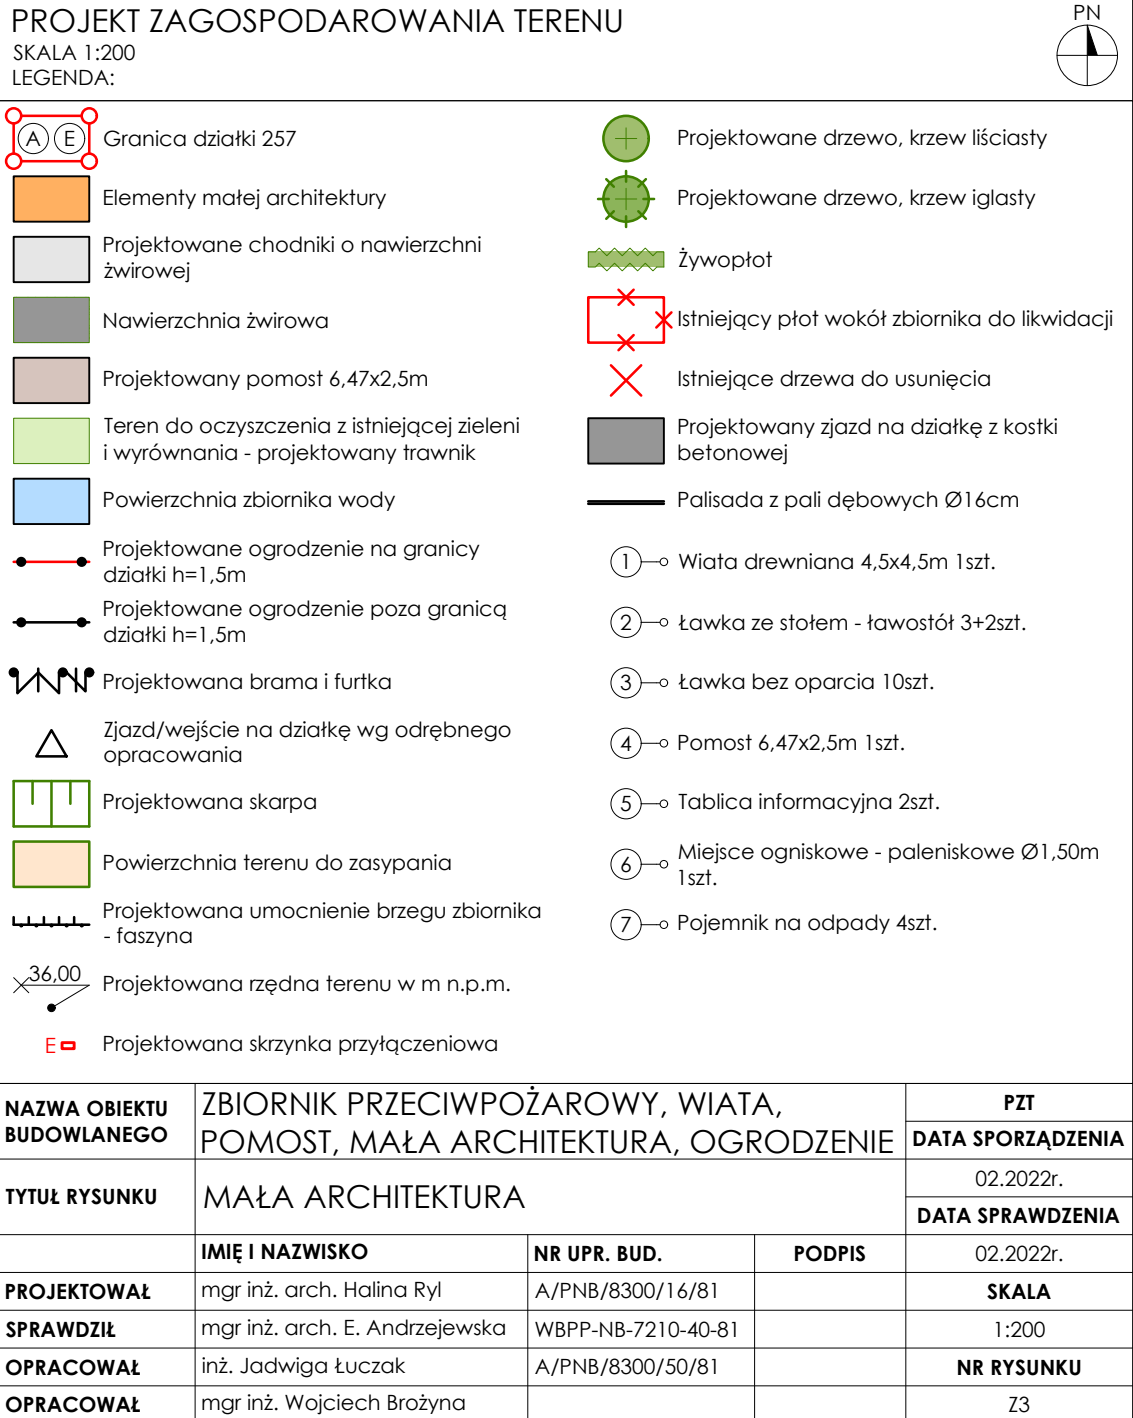 PROJEKT ZAGOSPODAROWANIA TERENU
SKALA 1:200
LEGENDA:
PN
A E Granica działki 257
Elementy małej architektury
Projektowane chodniki o nawierzchni
żwirowej
Nawierzchnia żwirowa
Projektowany pomost 6,47x2,5m
Teren do oczyszczenia z istniejącej zieleni
i wyrównania - projektowany trawnik
Powierzchnia zbiornika wody
Projektowane ogrodzenie na granicy
działki h=1,5m
Projektowane ogrodzenie poza granicą
działki h=1,5m
Projektowana brama i furtka
Zjazd/wejście na działkę wg odrębnego
opracowania
Projektowana skarpa
Powierzchnia terenu do zasypania
Projektowana umocnienie brzegu zbiornika
- faszyna
36,00 Projektowana rzędna terenu w m n.p.m.
E Projektowana skrzynka przyłączeniowa
Projektowane drzewo, krzew liściasty
Projektowane drzewo, krzew iglasty
Żywopłot
Istniejący płot wokół zbiornika do likwidacji
Istniejące drzewa do usunięcia
Projektowany zjazd na działkę z kostki
betonowej
Palisada z pali dębowych Ø16cm
1 Wiata drewniana 4,5x4,5m 1szt.
2 Ławka ze stołem - ławostół 3+2szt.
3 Ławka bez oparcia 10szt.
4 Pomost 6,47x2,5m 1szt.
5 Tablica informacyjna 2szt.
6 Miejsce ogniskowe - paleniskowe Ø1,50m
1szt.
7 Pojemnik na odpady 4szt.
NAZWA OBIEKTU
BUDOWLANEGO
ZBIORNIK PRZECIWPOŻAROWY, WIATA,
POMOST, MAŁA ARCHITEKTURA, OGRODZENIE
PZT
DATA SPORZĄDZENIA
TYTUŁ RYSUNKU
MAŁA ARCHITEKTURA
02.2022r.
DATA SPRAWDZENIA
IMIĘ I NAZWISKO NR UPR. BUD. PODPIS 02.2022r.
PROJEKTOWAŁ mgr inż. arch. Halina Ryl A/PNB/8300/16/81 SKALA
SPRAWDZIŁ mgr inż. arch. E. Andrzejewska WBPP-NB-7210-40-81 1:200
OPRACOWAŁ inż. Jadwiga Łuczak A/PNB/8300/50/81 NR RYSUNKU
OPRACOWAŁ mgr inż. Wojciech Brożyna Z3